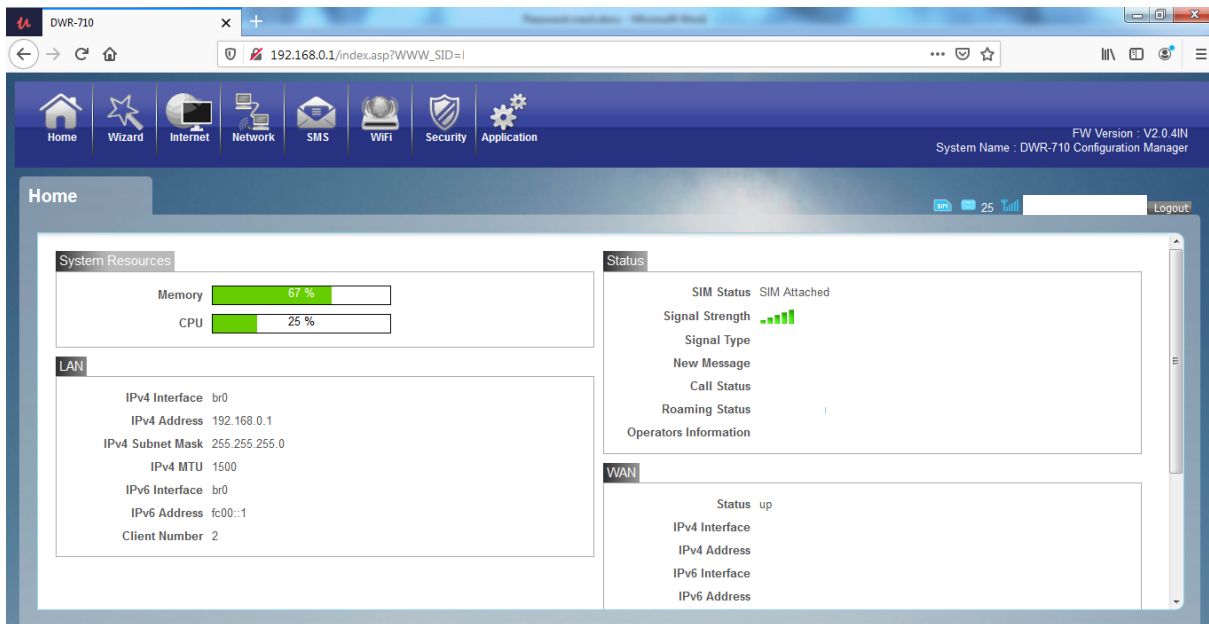 DWR-710
192.168.0.1/index.asp?WWW_SID=
Home Wizard Internet Network SMS WiFi Security Application
FW Version : V2.0.4IN
System Name : DWR-710 Configuration Manager
Home
SIM 25 Logout
System Resources
Memory 67 %
CPU 25 %
LAN
IPv4 Interface br0
IPv4 Address 192.168.0.1
IPv4 Subnet Mask 255.255.255.0
IPv4 MTU 1500
IPv6 Interface br0
IPv6 Address fc00::1
Client Number 2
Status
SIM Status SIM Attached
Signal Strength
Signal Type
New Message
Call Status
Roaming Status
Operators Information
WAN
Status up
IPv4 Interface
IPv4 Address
IPv6 Interface
IPv6 Address